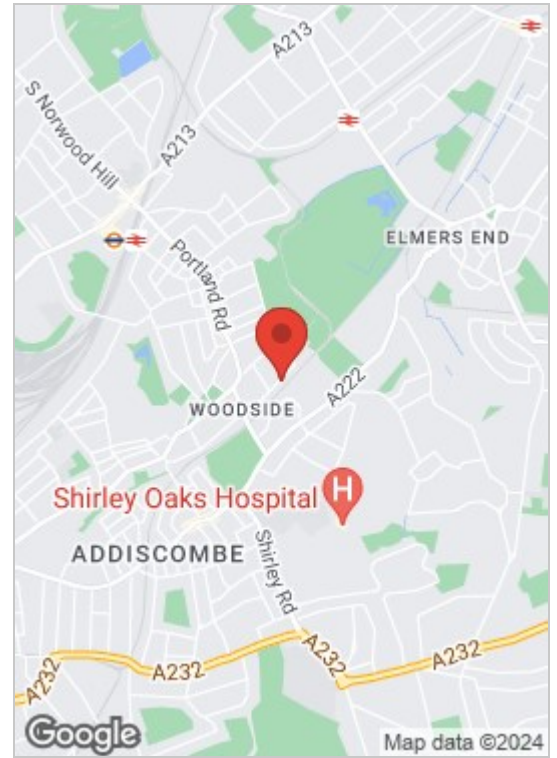 A213
S Norwood Hill
A213
ELMERS END
Portland Rd
WOODSIDE
A222
Shirley Oaks Hospital
H
ADDISCOMBE
Shirley Rd
A232
A232
A232
A232
A232
Google
Map data ©2024